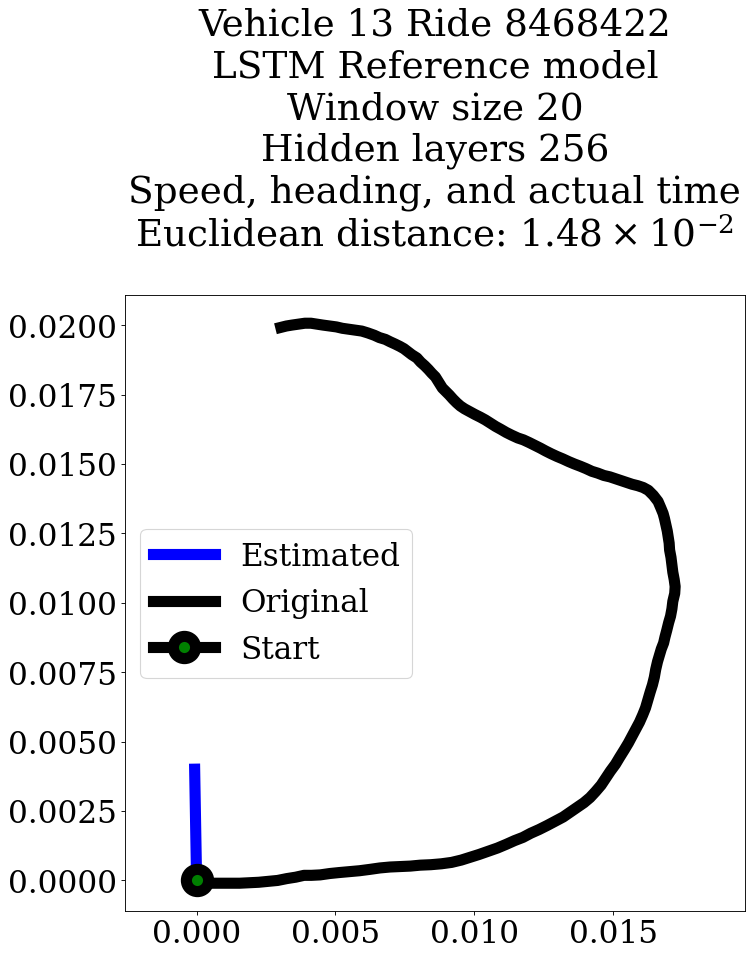 Vehicle 13 Ride 8468422
LSTM Reference model
Window size 20
Hidden layers 256
Speed, heading, and actual time
Euclidean distance: 1.48 × 10⁻²
0.0200
0.0175
0.0150
0.0125
0.0100
0.0075
0.0050
0.0025
0.0000
Estimated
Original
Start
0.000 0.005 0.010 0.015